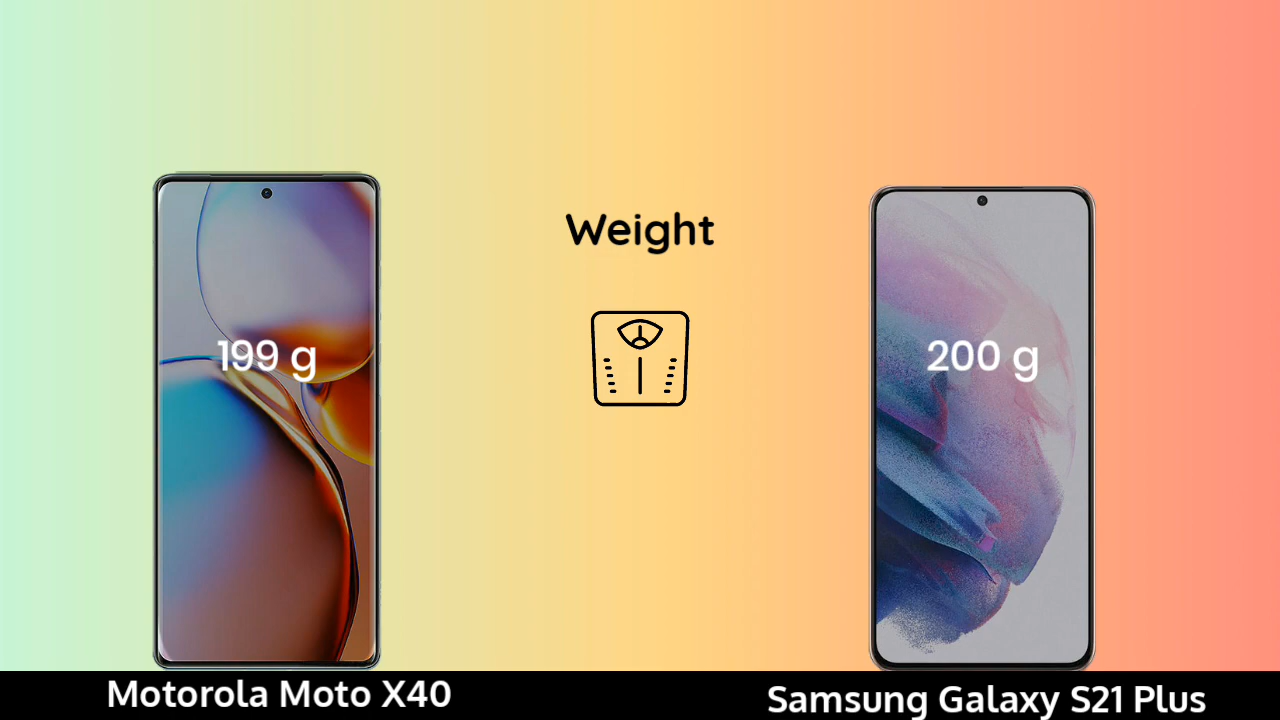 Weight
199 g
200 g
Motorola Moto X40
Samsung Galaxy S21 Plus